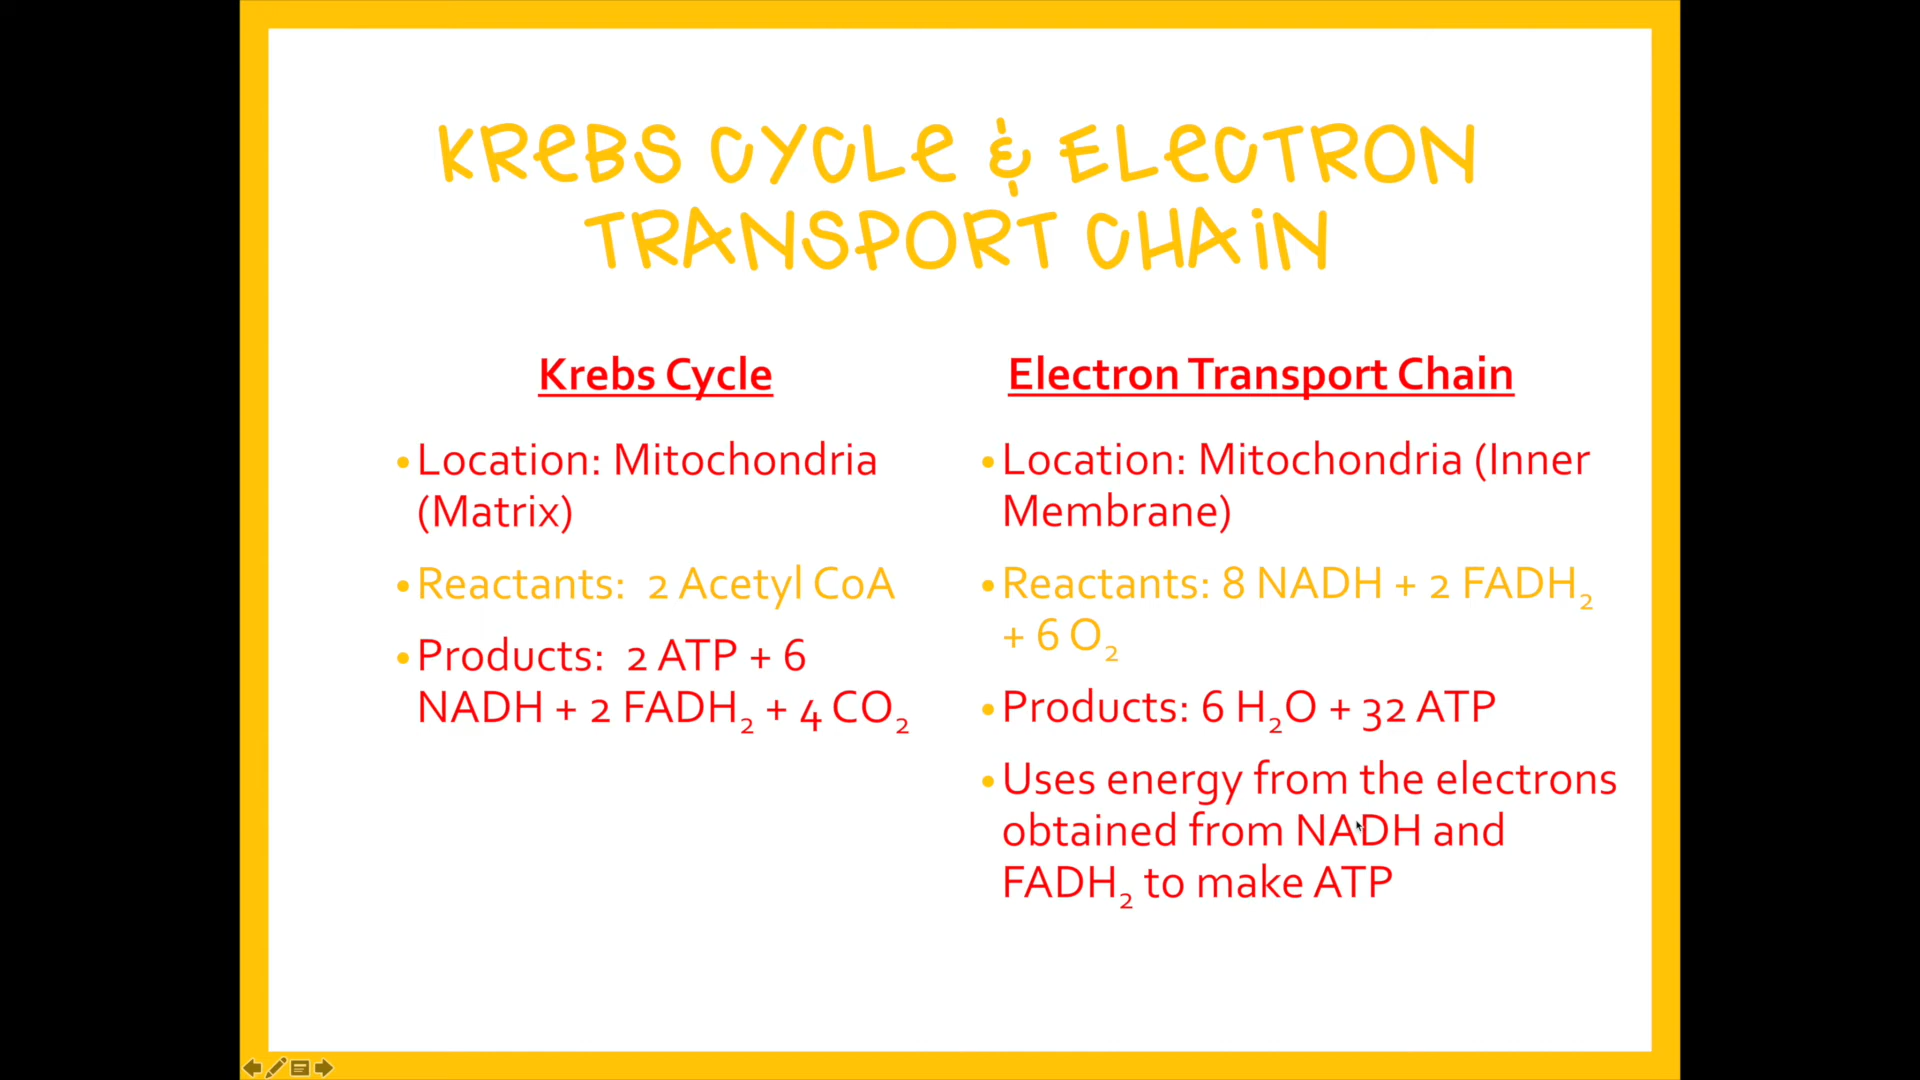 KReBS CYCLe & ELeCTRON
TRANSPORT CHAiN
Krebs Cycle
• Location: Mitochondria
(Matrix)
• Reactants: 2 Acetyl CoA
• Products: 2 ATP + 6
NADH + 2 FADH₂ + 4 CO₂
Electron Transport Chain
• Location: Mitochondria (Inner
Membrane)
• Reactants: 8 NADH + 2 FADH₂
+ 6 O₂
• Products: 6 H₂O + 32 ATP
• Uses energy from the electrons
obtained from NADH and
FADH₂ to make ATP